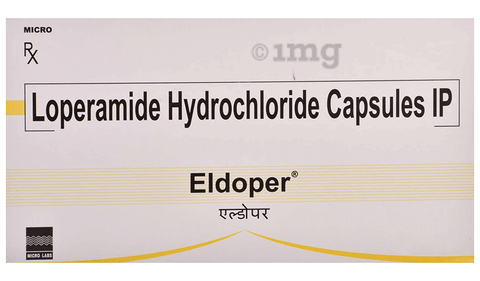 MICRO
Rx
©1mg
Loperamide Hydrochloride Capsules IP
Eldoper®
एल्डोपर
MICRO LABS